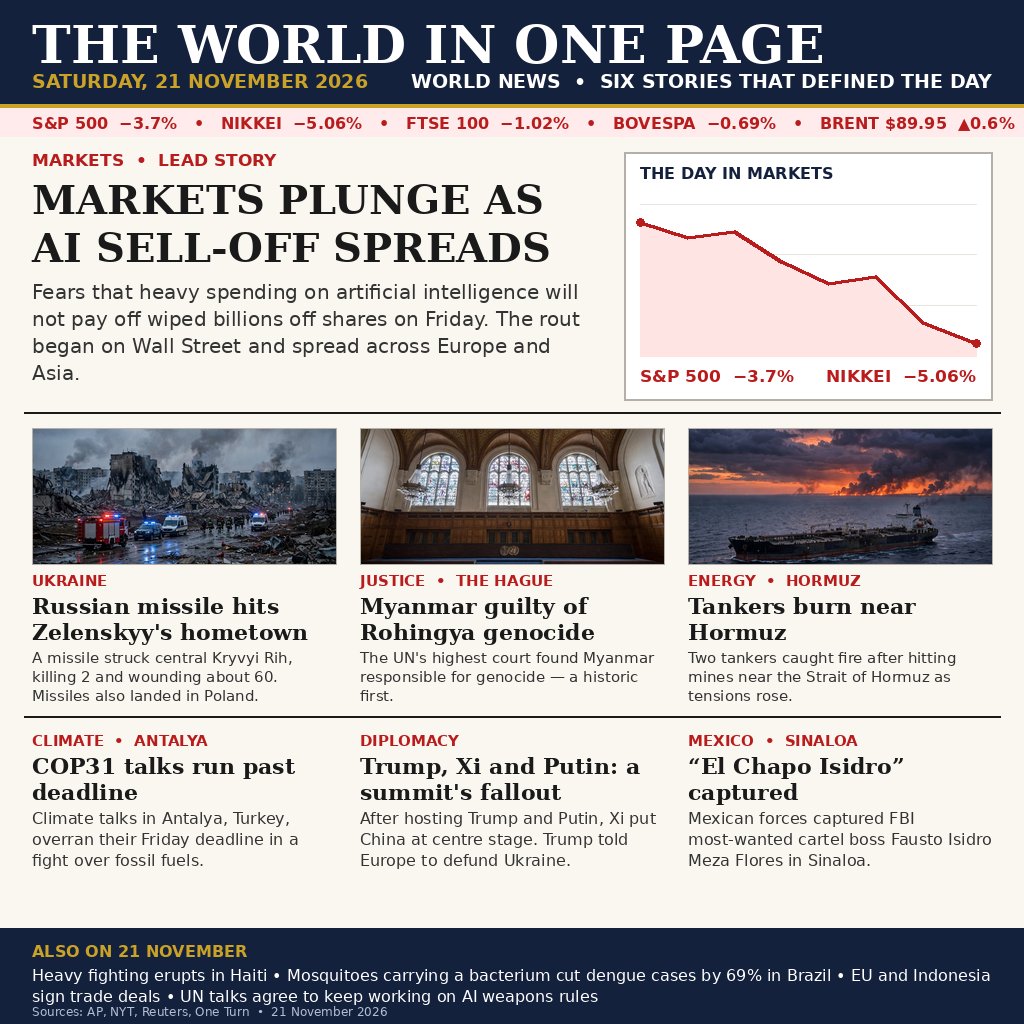 THE WORLD IN ONE PAGE
SATURDAY, 21 NOVEMBER 2026
WORLD NEWS • SIX STORIES THAT DEFINED THE DAY
S&P 500 −3.7% • NIKKEI −5.06% • FTSE 100 −1.02% • BOVESPA −0.69% • BRENT $89.95 ▲0.6%
MARKETS • LEAD STORY
MARKETS PLUNGE AS
AI SELL-OFF SPREADS
Fears that heavy spending on artificial intelligence will
not pay off wiped billions off shares on Friday. The rout
began on Wall Street and spread across Europe and
Asia.
THE DAY IN MARKETS
S&P 500 −3.7% NIKKEI −5.06%
UKRAINE
Russian missile hits
Zelenskyy's hometown
A missile struck central Kryvyi Rih,
killing 2 and wounding about 60.
Missiles also landed in Poland.
JUSTICE • THE HAGUE
Myanmar guilty of
Rohingya genocide
The UN's highest court found Myanmar
responsible for genocide — a historic
first.
ENERGY • HORMUZ
Tankers burn near
Hormuz
Two tankers caught fire after hitting
mines near the Strait of Hormuz as
tensions rose.
CLIMATE • ANTALYA
COP31 talks run past
deadline
Climate talks in Antalya, Turkey,
overran their Friday deadline in a
fight over fossil fuels.
DIPLOMACY
Trump, Xi and Putin: a
summit's fallout
After hosting Trump and Putin, Xi put
China at centre stage. Trump told
Europe to defund Ukraine.
MEXICO • SINALOA
“El Chapo Isidro”
captured
Mexican forces captured FBI
most-wanted cartel boss Fausto Isidro
Meza Flores in Sinaloa.
ALSO ON 21 NOVEMBER
Heavy fighting erupts in Haiti • Mosquitoes carrying a bacterium cut dengue cases by 69% in Brazil • EU and Indonesia
sign trade deals • UN talks agree to keep working on AI weapons rules
Sources: AP, NYT, Reuters, One Turn • 21 November 2026